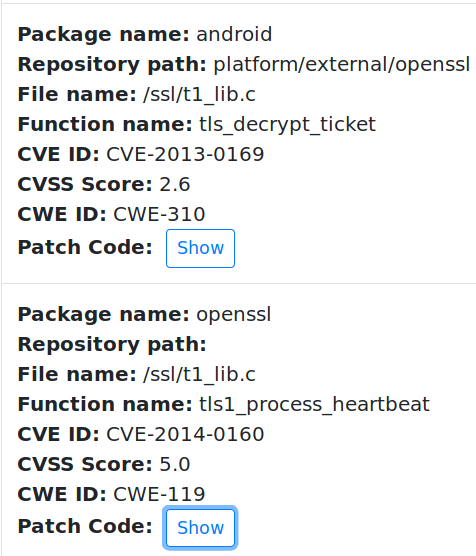 Package name: android
Repository path: platform/external/openssl
File name: /ssl/t1_lib.c
Function name: tls_decrypt_ticket
CVE ID: CVE-2013-0169
CVSS Score: 2.6
CWE ID: CWE-310
Patch Code: Show
Package name: openssl
Repository path:
File name: /ssl/t1_lib.c
Function name: tls1_process_heartbeat
CVE ID: CVE-2014-0160
CVSS Score: 5.0
CWE ID: CWE-119
Patch Code: Show